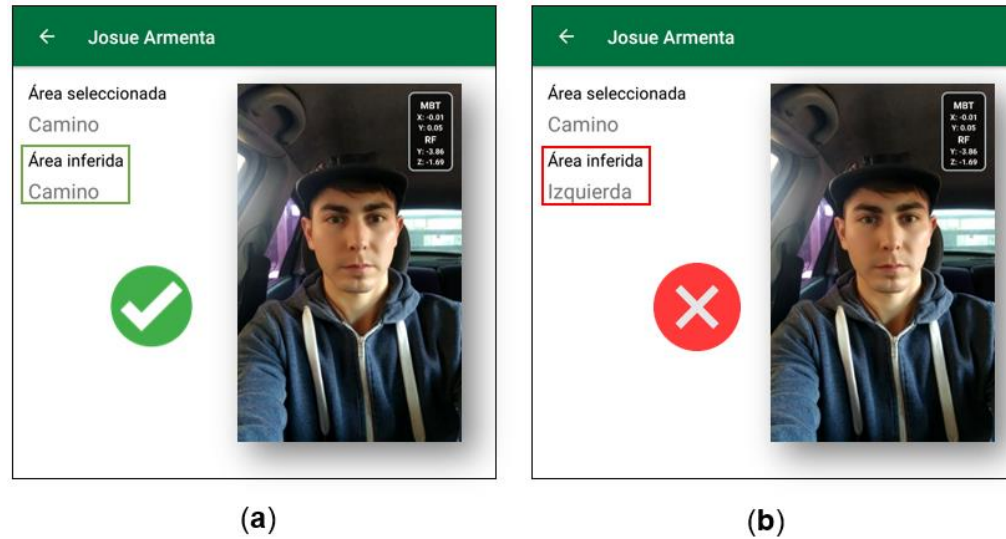 Josue Armenta
Área seleccionada
Camino
Área inferida
Camino
MBT
X: -0.01
Y: 0.05
RF
Y: -3.86
Z: -1.69
(a)
Josue Armenta
Área seleccionada
Camino
Área inferida
Izquierda
MBT
X: -0.01
Y: 0.05
RF
Y: -3.86
Z: -1.69
(b)